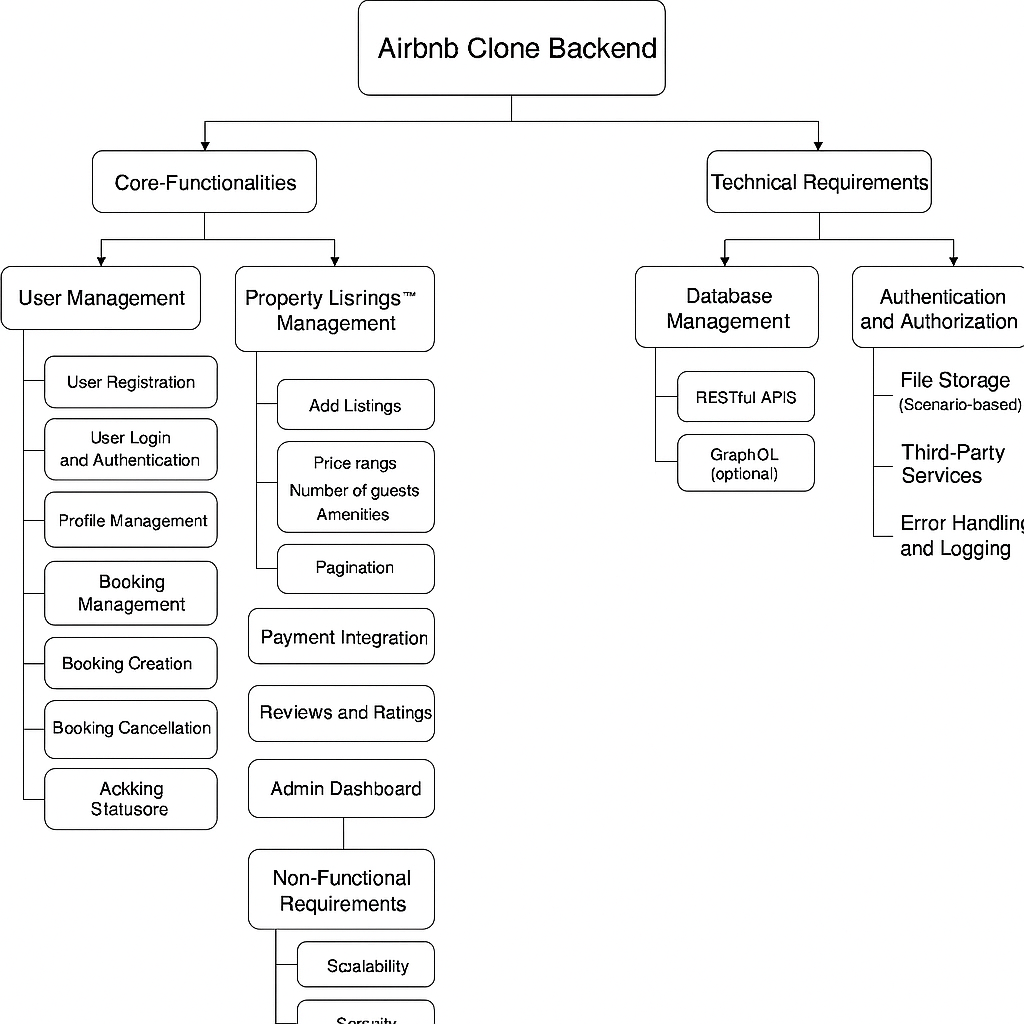 Airbnb Clone Backend
Core-Functionalities
Technical Requirements
User Management
User Registration
User Login
and Authentication
Profile Management
Booking
Management
Booking Creation
Booking Cancellation
Ackking
Statusore
Property Lisrings™
Management
Add Listings
Price rangs
Number of guests
Amenities
Pagination
Payment Integration
Reviews and Ratings
Admin Dashboard
Non-Functional
Requirements
Scalability
Database
Management
RESTful APIS
GraphOL
(optional)
Authentication
and Authorization
File Storage
(Scenario-based)
Third-Party
Services
Error Handling
and Logging